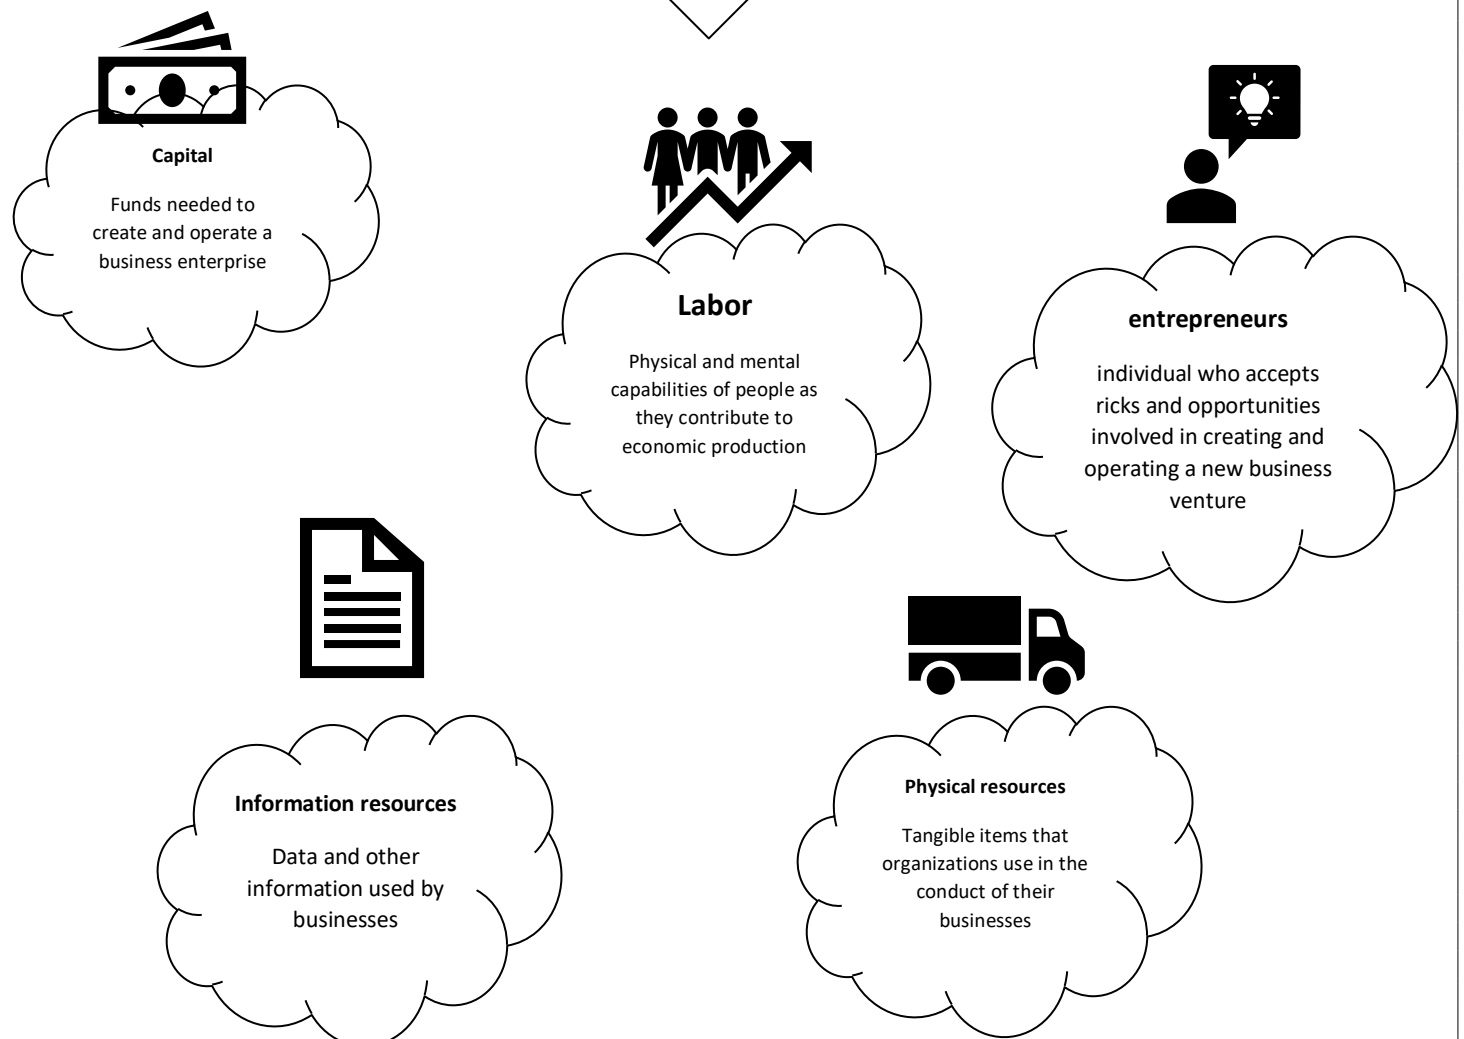 Capital
Funds needed to
create and operate a
business enterprise
Labor
Physical and mental
capabilities of people as
they contribute to
economic production
entrepreneurs
individual who accepts
ricks and opportunities
involved in creating and
operating a new business
venture
Information resources
Data and other
information used by
businesses
Physical resources
Tangible items that
organizations use in the
conduct of their
businesses